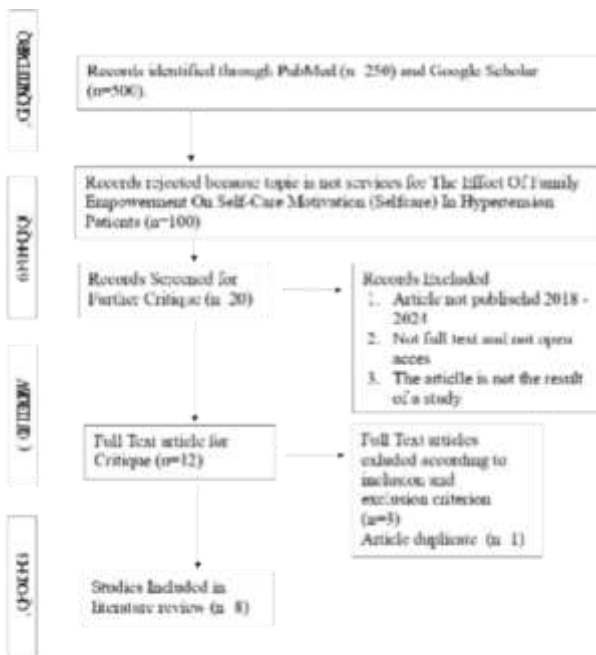 Records identified through PubMed (n 250) and Google Scholar
(n=500).
Records rejected because topic is not services for The Effect Of Family
Empowerment On Self-Care Motivation (Selfcare) In Hypertension
Patients (n=100)
Records Screened for
Further Critique (n 20)
Records Excluded
1. Article not publisehd 2018 -
2024
2. Not full text and not open
acces
3. The articlle is not the result
of a study
Full Text article for
Critique (n=12)
Full Text articles
exluded according to
inclusion and
exclusion criterion
(n=3)
Article duplicate (n 1)
Studies Included in
literature review (n 8)